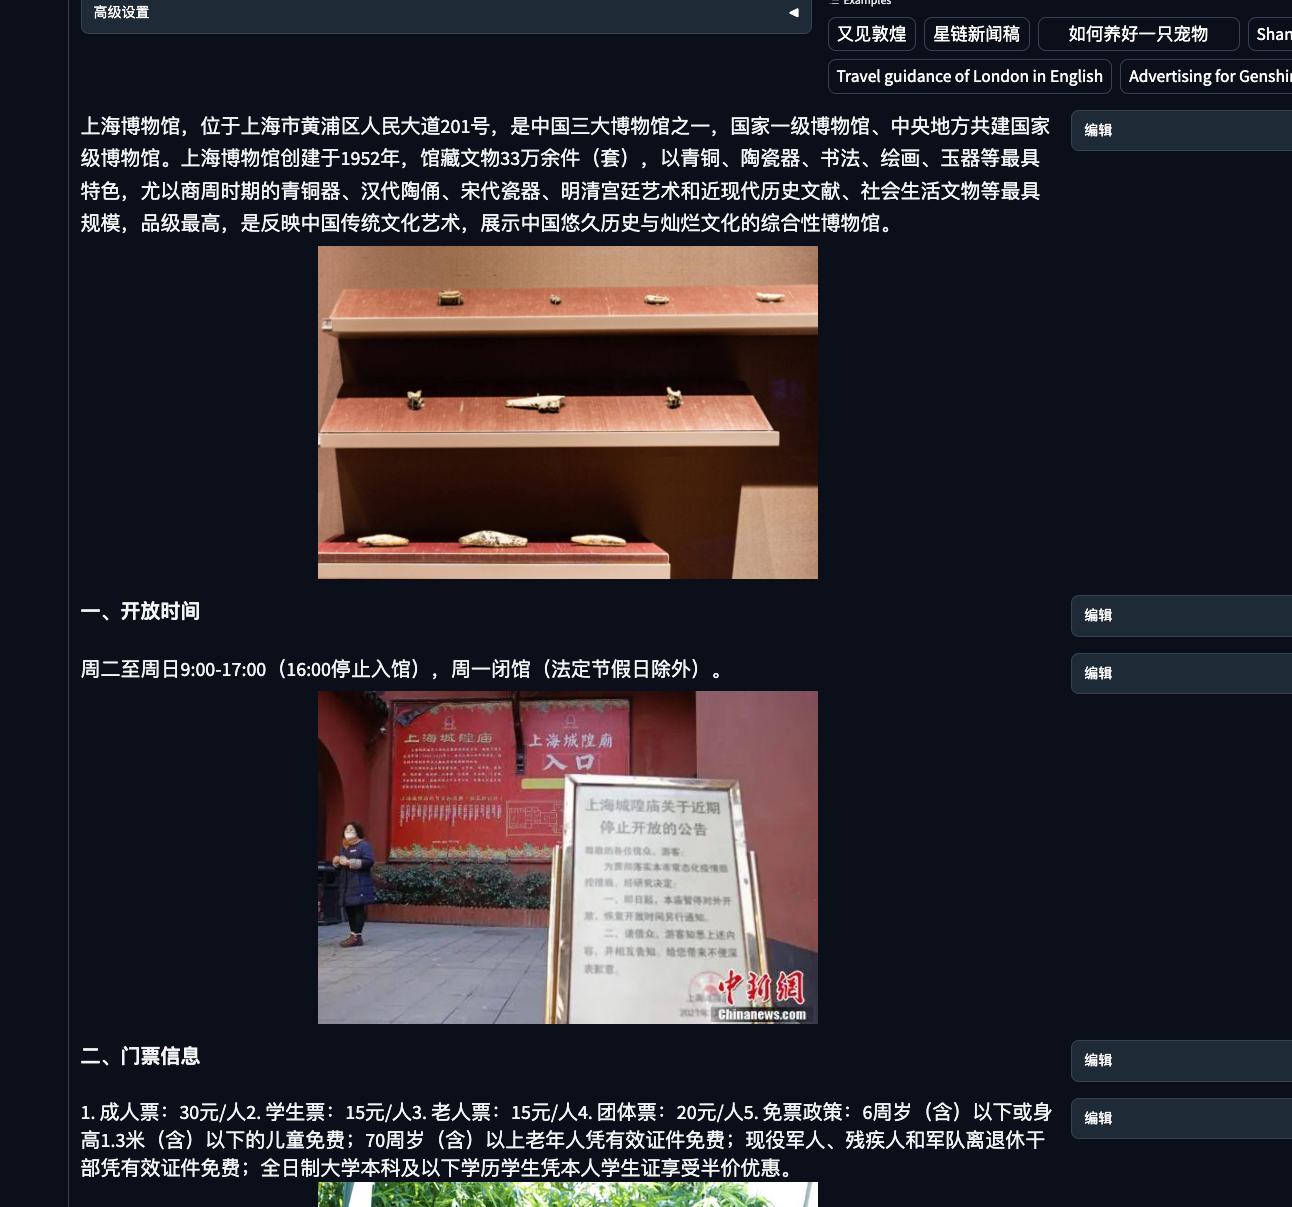 高级设置
Examples
又见敦煌
星链新闻稿
如何养好一只宠物
Shan
Travel guidance of London in English
Advertising for Genshi
上海博物馆，位于上海市黄浦区人民大道201号，是中国三大博物馆之一，国家一级博物馆、中央地方共建国家
级博物馆。上海博物馆创建于1952年，馆藏文物33万余件（套），以青铜、陶瓷器、书法、绘画、玉器等最具
特色，尤以商周时期的青铜器、汉代陶俑、宋代瓷器、明清宫廷艺术和近现代历史文献、社会生活文物等最具
规模，品级最高，是反映中国传统文化艺术，展示中国悠久历史与灿烂文化的综合性博物馆。
编辑
一、开放时间
编辑
周二至周日9:00-17:00（16:00停止入馆），周一闭馆（法定节假日除外）。
编辑
上海城隍庙
上海城隍廟
入口
上海城隍庙关于近期
停止开放的公告
尊敬的各位信众、游客：
为贯彻落实本市常态化疫情防
控措施，经研究决定：
一、即日起，本庙暂停对外开
放，恢复开放时间另行通知。
二、请信众、游客知悉上述内
容，并相互告知。给您带来不便深
表歉意。
中新網
Chinanews.com
二、门票信息
编辑
1. 成人票：30元/人2. 学生票：15元/人3. 老人票：15元/人4. 团体票：20元/人5. 免票政策：6周岁（含）以下或身
高1.3米（含）以下的儿童免费；70周岁（含）以上老年人凭有效证件免费；现役军人、残疾人和军队离退休干
部凭有效证件免费；全日制大学本科及以下学历学生凭本人学生证享受半价优惠。
编辑